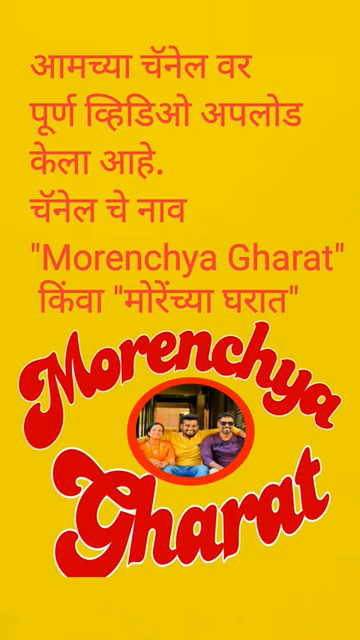 आमच्या चॅनेल वर
पूर्ण व्हिडिओ अपलोड
केला आहे.
चॅनेल चे नाव
"Morenchya Gharat"
किंवा "मोरेंच्या घरात"
Morenchya
Gharat